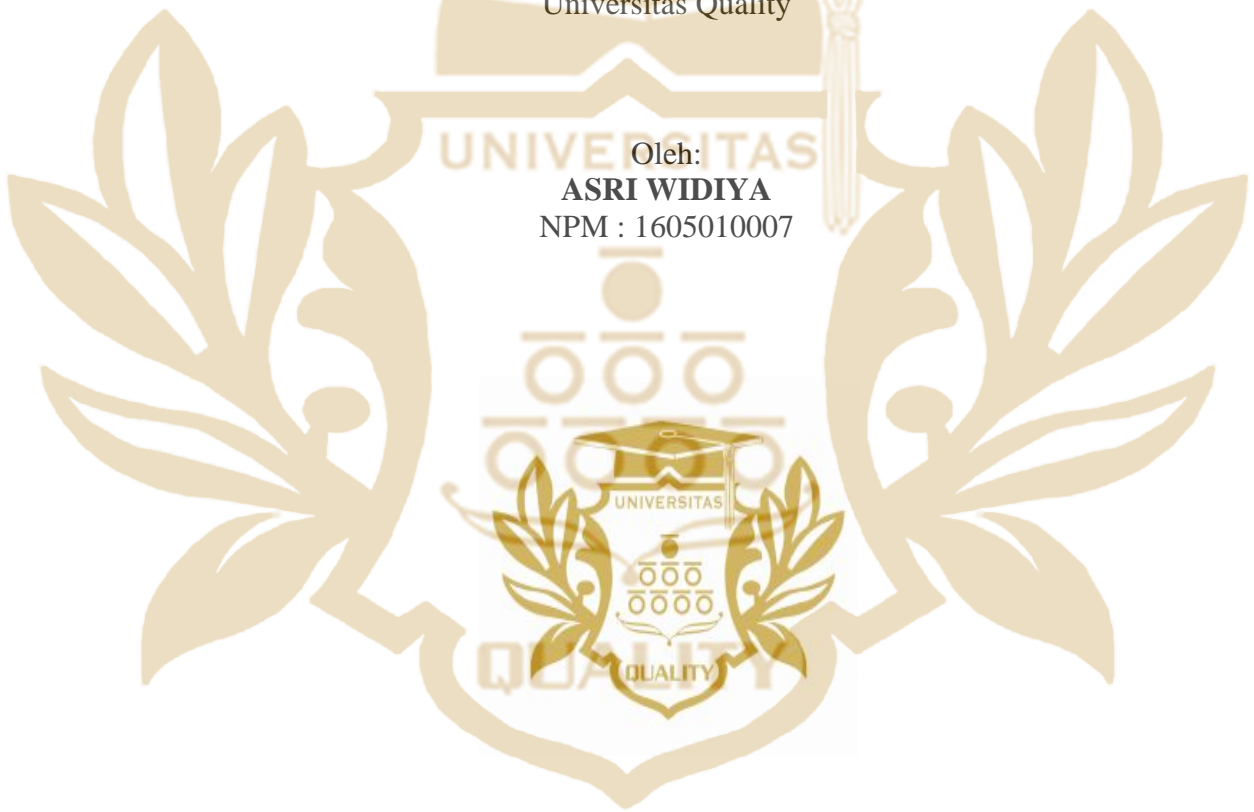 Universitas Quality
UNIVERSITAS
Oleh:
ASRI WIDIYA
NPM : 1605010007
UNIVERSITAS
QUALITY
QUALITY